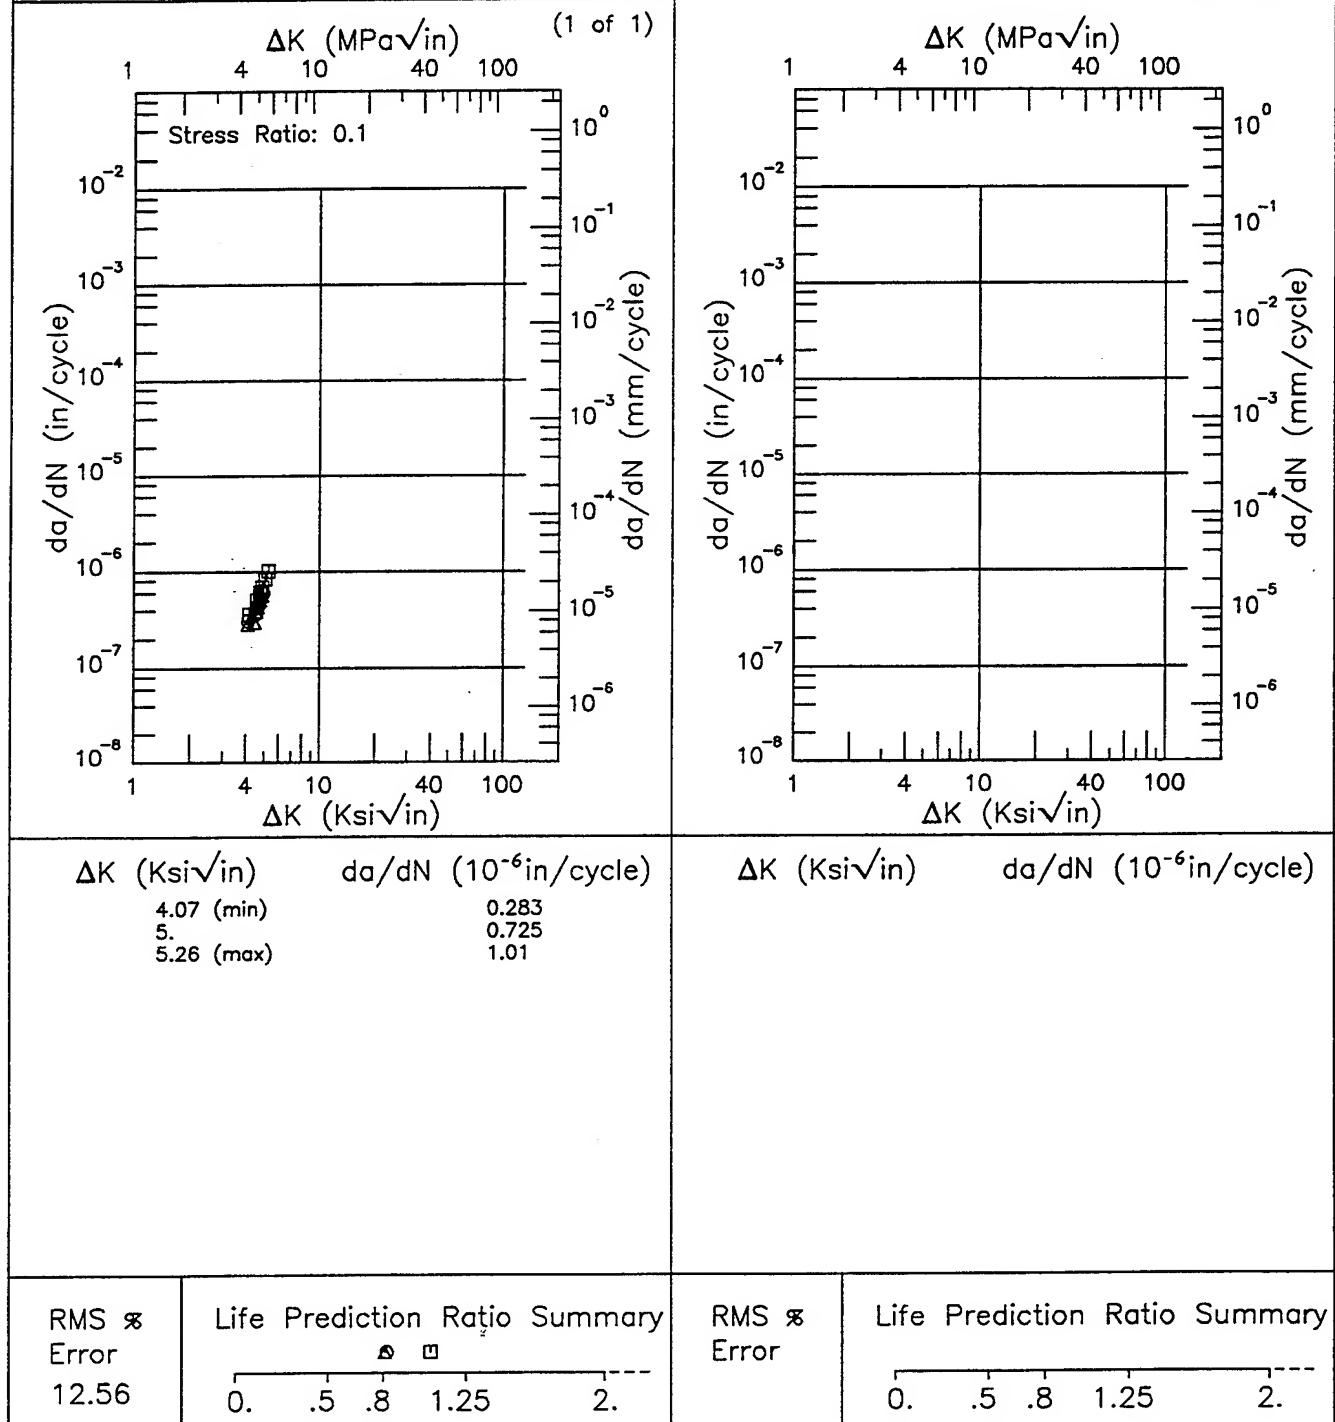 (1 of 1)
ΔK (MPa√in)
1 4 10 40 100
Stress Ratio: 0.1
da/dN (in/cycle)
10⁻²
10⁻³
10⁻⁴
10⁻⁵
10⁻⁶
10⁻⁷
10⁻⁸
da/dN (mm/cycle)
10⁰
10⁻¹
10⁻²
10⁻³
10⁻⁴
10⁻⁵
10⁻⁶
1 4 10 40 100
ΔK (Ksi√in)
ΔK (MPa√in)
1 4 10 40 100
da/dN (in/cycle)
10⁻²
10⁻³
10⁻⁴
10⁻⁵
10⁻⁶
10⁻⁷
10⁻⁸
da/dN (mm/cycle)
10⁰
10⁻¹
10⁻²
10⁻³
10⁻⁴
10⁻⁵
10⁻⁶
1 4 10 40 100
ΔK (Ksi√in)
ΔK (Ksi√in) da/dN (10⁻⁶in/cycle)
4.07 (min) 0.283
5. 0.725
5.26 (max) 1.01
ΔK (Ksi√in) da/dN (10⁻⁶in/cycle)
RMS %
Error
12.56
Life Prediction Ratio Summary
0. .5 .8 1.25 2.
RMS %
Error
Life Prediction Ratio Summary
0. .5 .8 1.25 2.